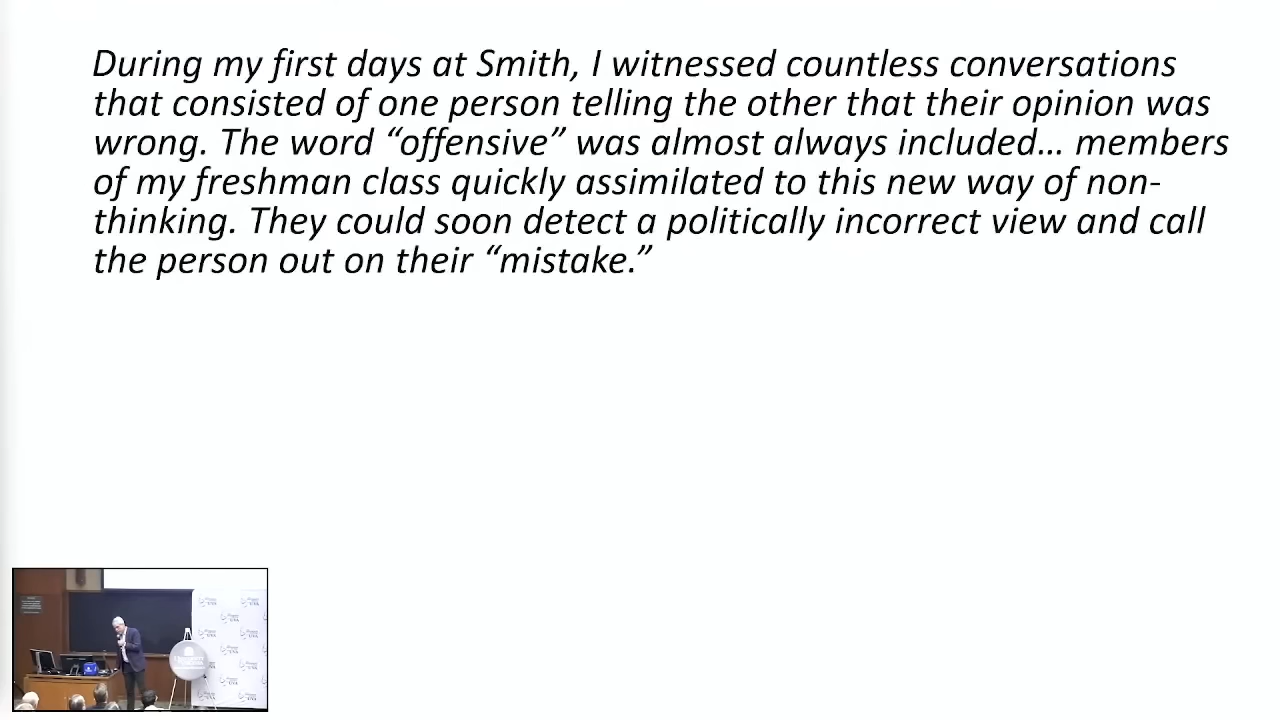 During my first days at Smith, I witnessed countless conversations
that consisted of one person telling the other that their opinion was
wrong. The word “offensive” was almost always included… members
of my freshman class quickly assimilated to this new way of non-
thinking. They could soon detect a politically incorrect view and call
the person out on their “mistake.”